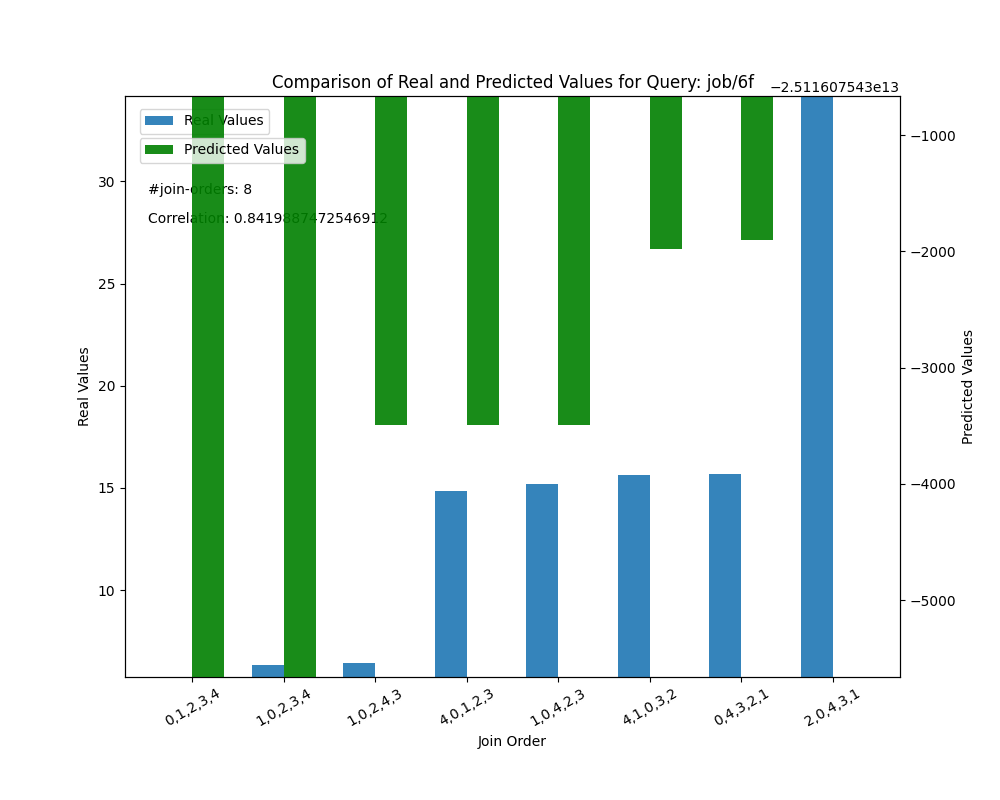 Comparison of Real and Predicted Values for Query: job/6f
−2.511607543e13
Real Values
Predicted Values
#join-orders: 8
Correlation: 0.8419887472546912
30
25
20
15
10
Real Values
−1000
−2000
−3000
−4000
−5000
Predicted Values
0,1,2,3,4
1,0,2,3,4
1,0,2,4,3
4,0,1,2,3
1,0,4,2,3
4,1,0,3,2
0,4,3,2,1
2,0,4,3,1
Join Order